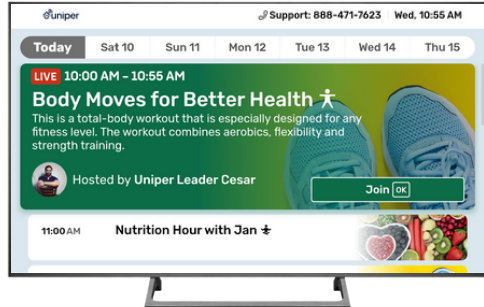 uniper
Support: 888-471-7623 Wed, 10:55 AM
Today Sat 10 Sun 11 Mon 12 Tue 13 Wed 14 Thu 15
LIVE 10:00 AM – 10:55 AM
Body Moves for Better Health
This is a total-body workout that is especially designed for any
fitness level. The workout combines aerobics, flexibility and
strength training.
Hosted by Uniper Leader Cesar
Join OK
11:00 AM Nutrition Hour with Jan